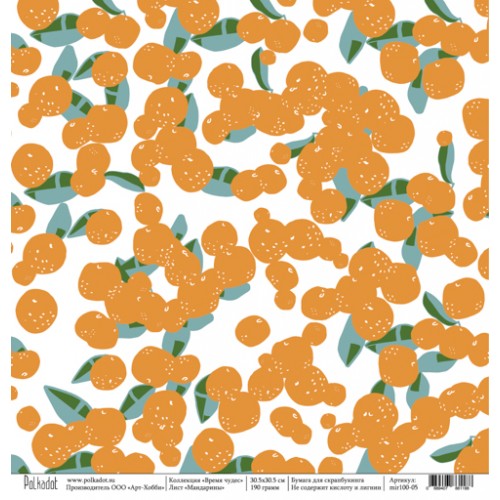 Polkadot
www.polkadot.su
Производитель ООО «Арт-Хобби»
Коллекция «Время чудес»
Лист «Мандарины»
30.5x30.5 см
190 грамм
Бумага для скрапбукинга
Не содержит кислоту и лигнин
Артикул:
mir100-05